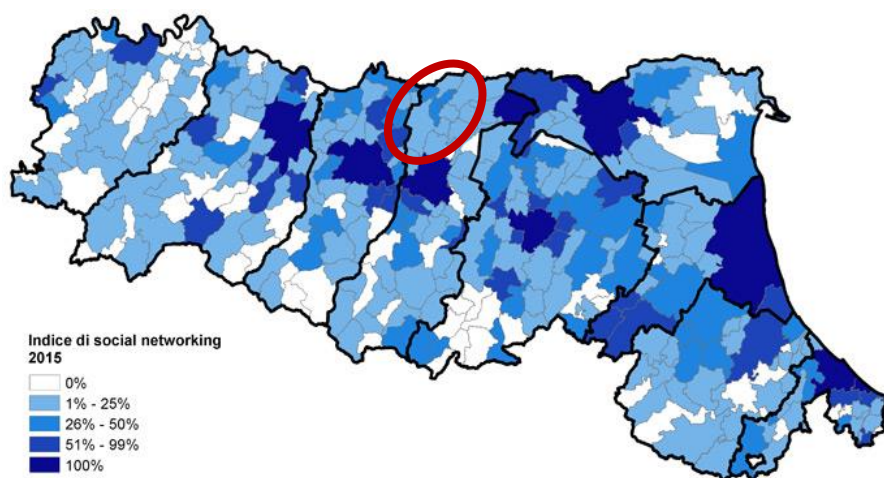 Indice di social networking
2015
0%
1% - 25%
26% - 50%
51% - 99%
100%